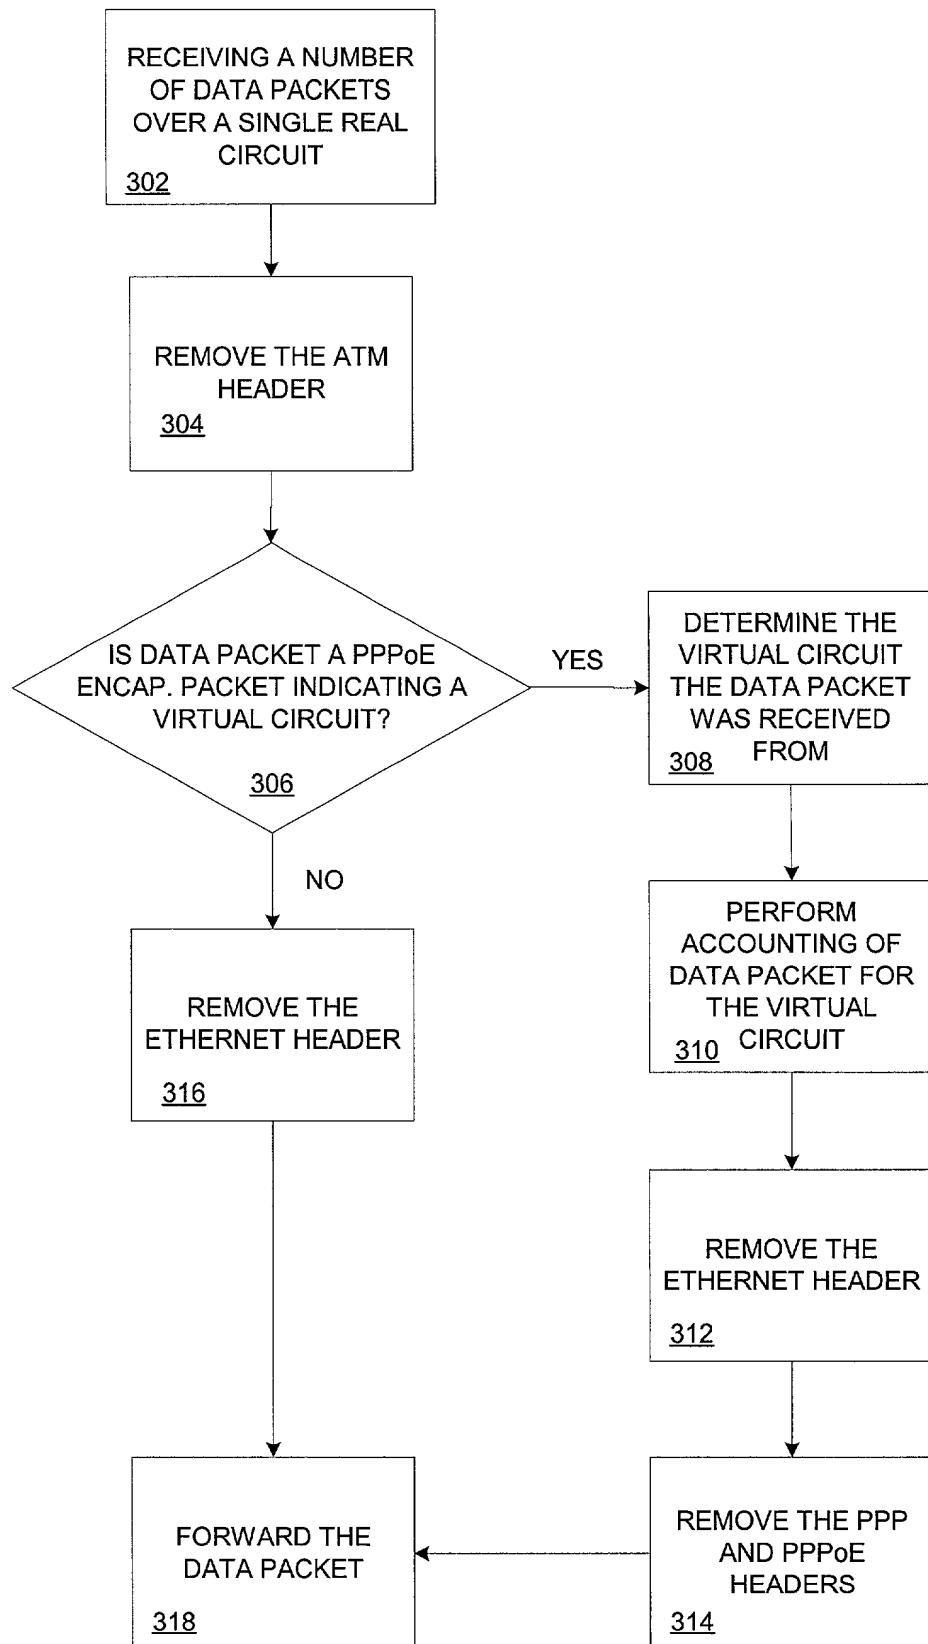 RECEIVING A NUMBER
OF DATA PACKETS
OVER A SINGLE REAL
CIRCUIT
302
REMOVE THE ATM
HEADER
304
IS DATA PACKET A PPPoE
ENCAP. PACKET INDICATING A
VIRTUAL CIRCUIT?
306
YES
DETERMINE THE
VIRTUAL CIRCUIT
THE DATA PACKET
WAS RECEIVED
FROM
308
PERFORM
ACCOUNTING OF
DATA PACKET FOR
THE VIRTUAL
CIRCUIT
310
NO
REMOVE THE
ETHERNET HEADER
316
REMOVE THE
ETHERNET HEADER
312
REMOVE THE PPP
AND PPPoE
HEADERS
314
FORWARD THE
DATA PACKET
318